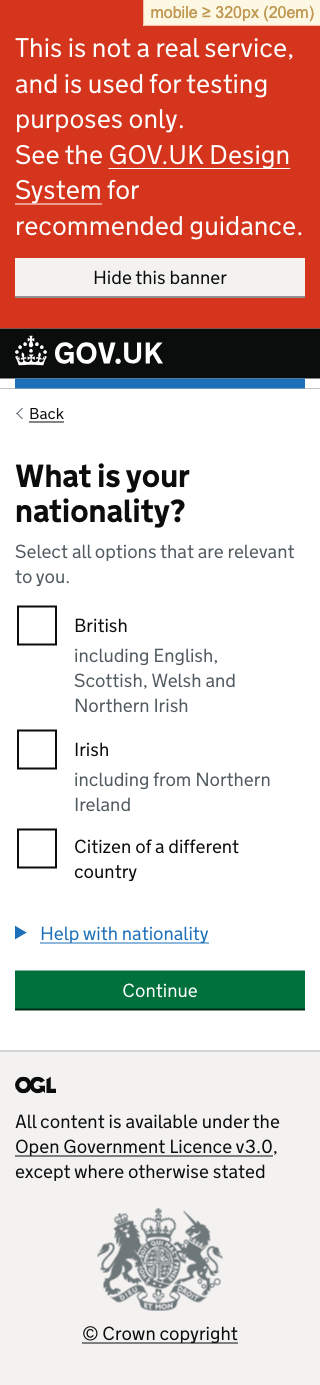 mobile ≥ 320px (20em)
This is not a real service,
and is used for testing
purposes only.
See the GOV.UK Design
System for
recommended guidance.
Hide this banner
GOV.UK
Back
What is your
nationality?
Select all options that are relevant
to you.
British
including English,
Scottish, Welsh and
Northern Irish
Irish
including from Northern
Ireland
Citizen of a different
country
Help with nationality
Continue
OGL
All content is available under the
Open Government Licence v3.0,
except where otherwise stated
DIEU ET MON DROIT
© Crown copyright